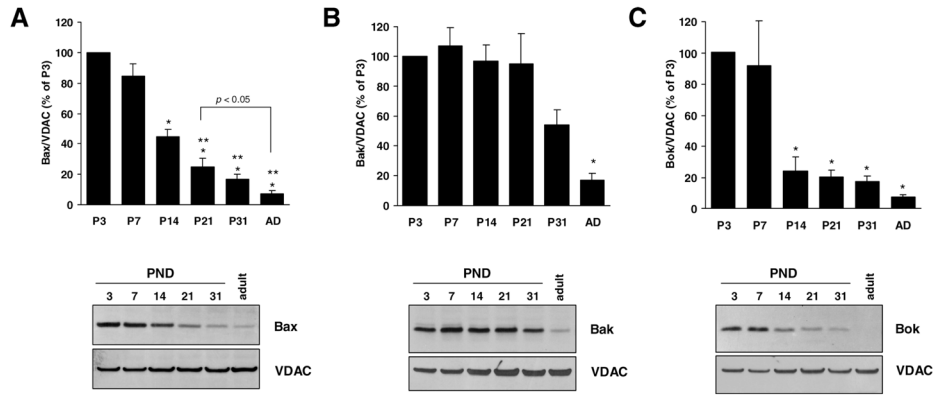 A
Bax/VDAC (% of P3)
120
100
80
60
40
20
0
*
**
*
**
*
**
*
p < 0.05
P3 P7 P14 P21 P31 AD
PND
adult
3 7 14 21 31
Bax
VDAC
B
Bak/VDAC (% of P3)
120
100
80
60
40
20
0
*
P3 P7 P14 P21 P31 AD
PND
adult
3 7 14 21 31
Bak
VDAC
C
Bok/VDAC (% of P3)
120
100
80
60
40
20
0
* * * *
P3 P7 P14 P21 P31 AD
PND
adult
3 7 14 21 31
Bok
VDAC